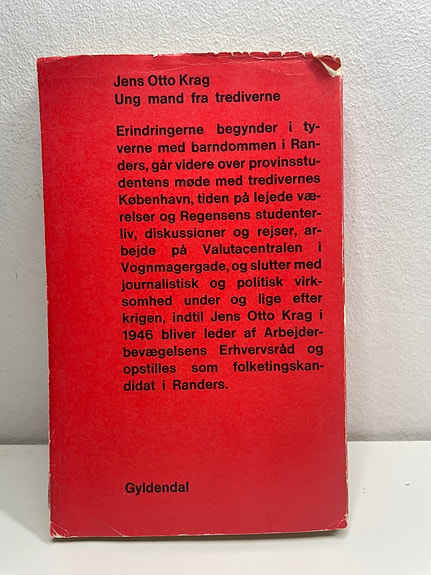 Jens Otto Krag
Ung mand fra trediverne
Erindringerne begynder i ty-
verne med barndommen i Ran-
ders, går videre over provinsstu-
dentens møde med tredivernes
København, tiden på lejede væ-
relser og Regensens studenter-
liv, diskussioner og rejser, ar-
bejde på Valutacentralen i
Vognmagergade, og slutter med
journalistisk og politisk virk-
somhed under og lige efter
krigen, indtil Jens Otto Krag i
1946 bliver leder af Arbejder-
bevægelsens Erhvervsråd og
opstilles som folketingskan-
didat i Randers.
Gyldendal